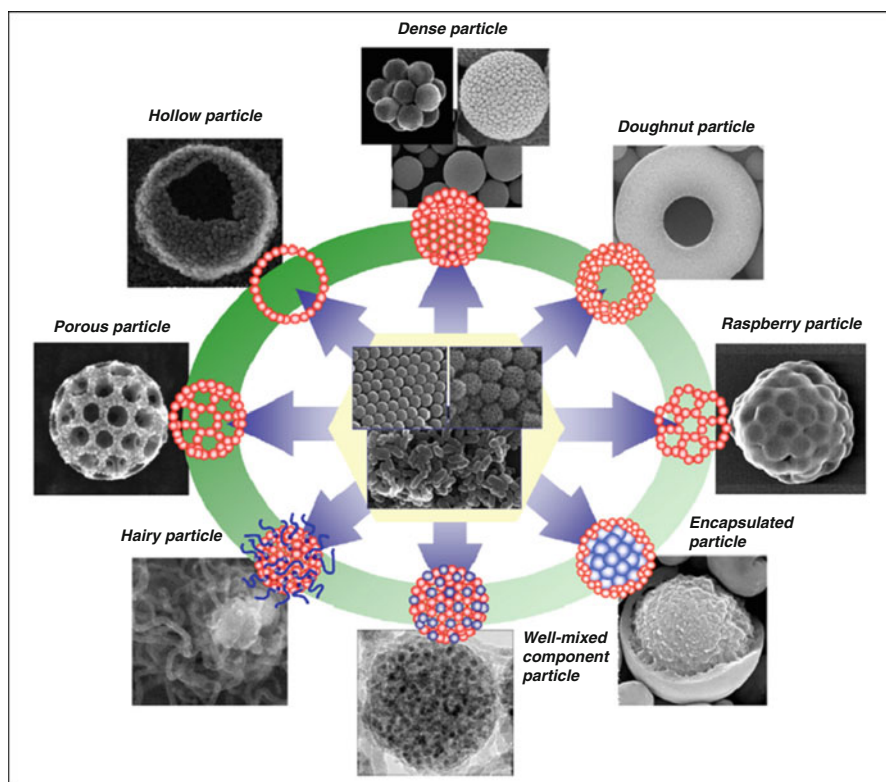 Dense particle
Hollow particle
Doughnut particle
Porous particle
Raspberry particle
Hairy particle
Encapsulated
particle
Well-mixed
component
particle